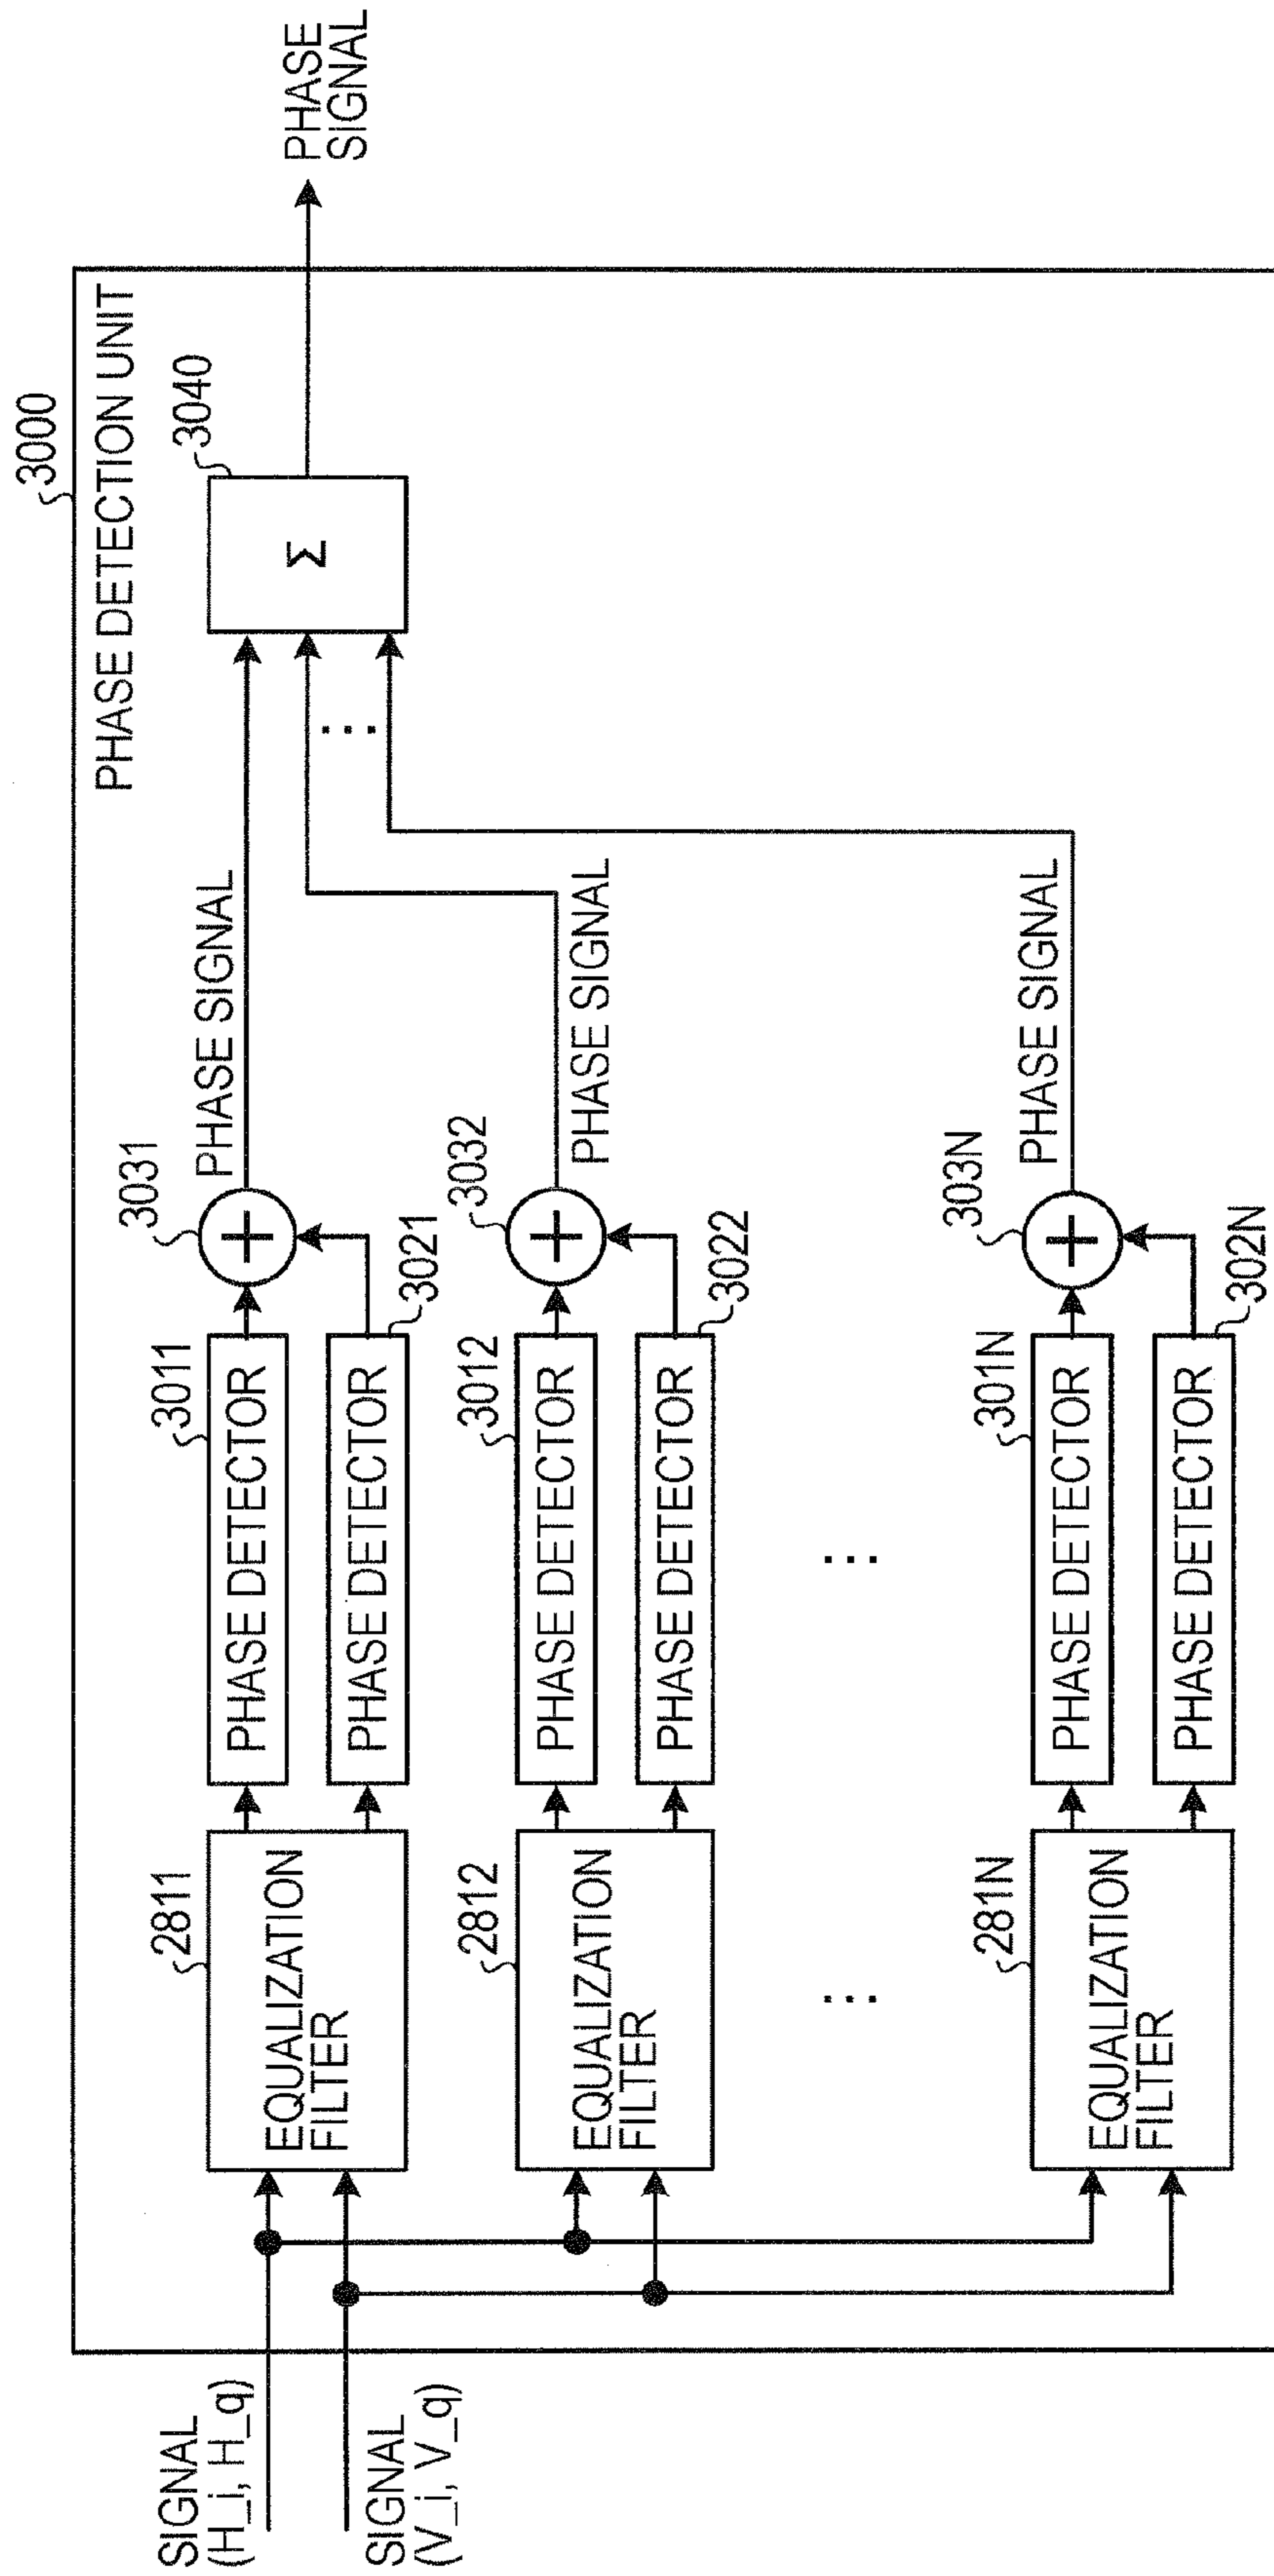 3000
PHASE DETECTION UNIT
SIGNAL
(H_i, H_q)
SIGNAL
(V_i, V_q)
2811
EQUALIZATION
FILTER
3011
PHASE DETECTOR
PHASE DETECTOR
3021
3031
PHASE SIGNAL
3040
Σ
PHASE
SIGNAL
2812
EQUALIZATION
FILTER
3012
PHASE DETECTOR
PHASE DETECTOR
3022
3032
PHASE SIGNAL
...
...
...
281N
EQUALIZATION
FILTER
301N
PHASE DETECTOR
PHASE DETECTOR
302N
303N
PHASE SIGNAL